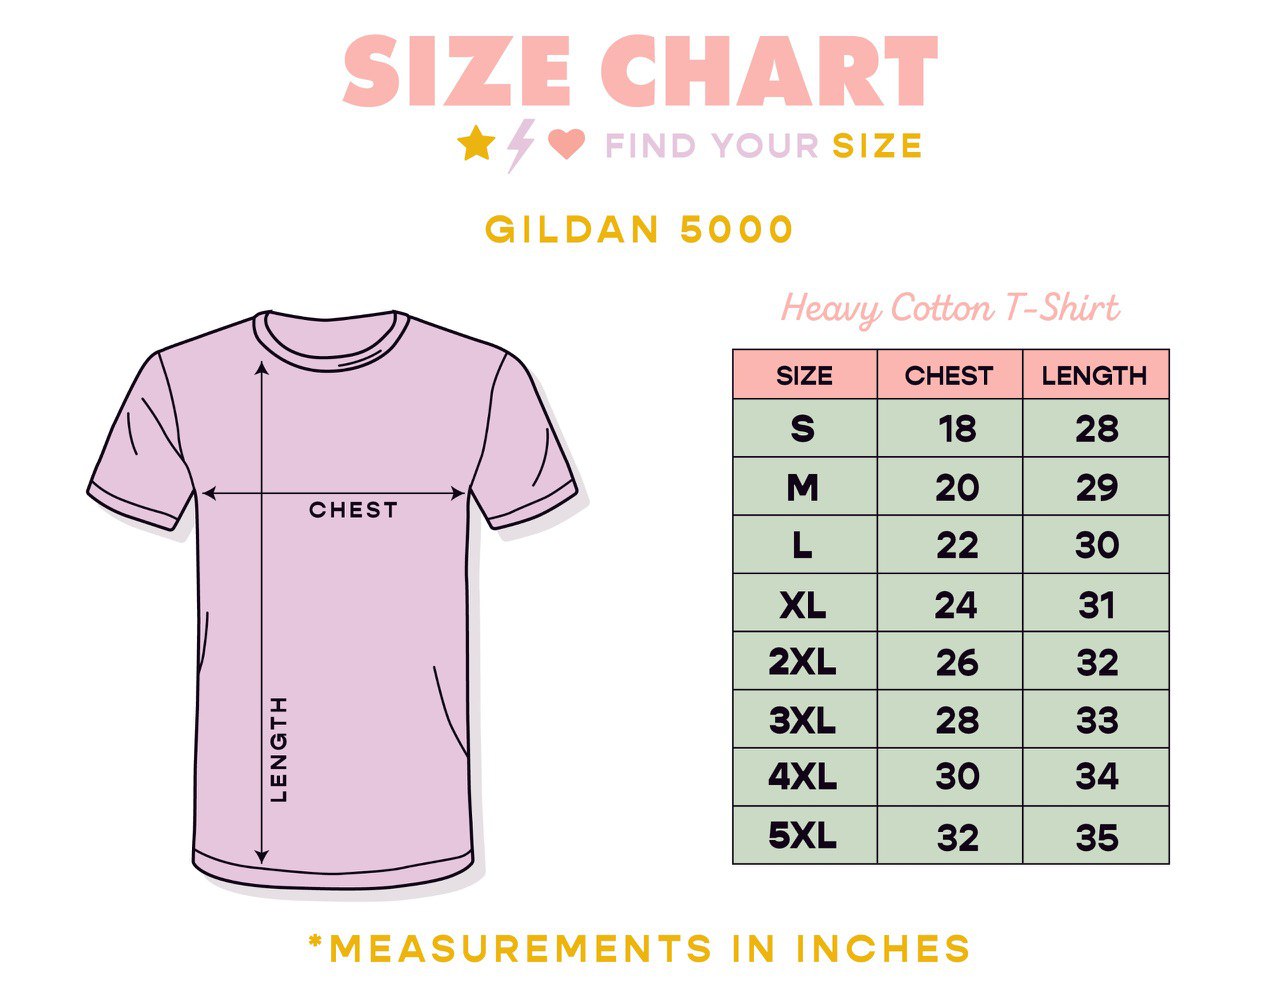 SIZE CHART
FIND YOUR SIZE
GILDAN 5000
Heavy Cotton T-Shirt
SIZE CHEST LENGTH
S 18 28
M 20 29
L 22 30
XL 24 31
2XL 26 32
3XL 28 33
4XL 30 34
5XL 32 35
CHEST
LENGTH
*MEASUREMENTS IN INCHES